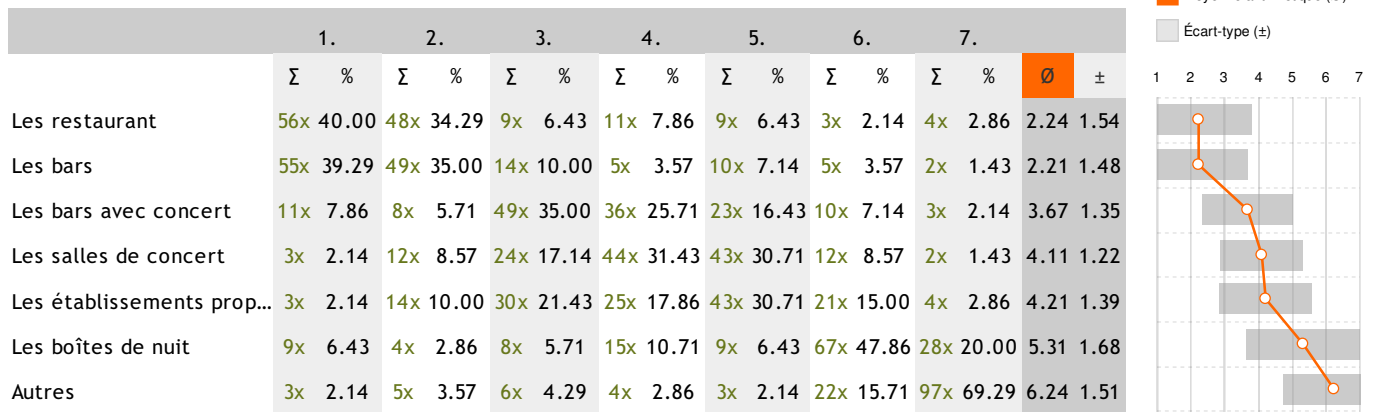 Écart-type (±)
1. 2. 3. 4. 5. 6. 7.
Σ % Σ % Σ % Σ % Σ % Σ % Σ % Ø ±
1 2 3 4 5 6 7
Les restaurant 56x 40.00 48x 34.29 9x 6.43 11x 7.86 9x 6.43 3x 2.14 4x 2.86 2.24 1.54
Les bars 55x 39.29 49x 35.00 14x 10.00 5x 3.57 10x 7.14 5x 3.57 2x 1.43 2.21 1.48
Les bars avec concert 11x 7.86 8x 5.71 49x 35.00 36x 25.71 23x 16.43 10x 7.14 3x 2.14 3.67 1.35
Les salles de concert 3x 2.14 12x 8.57 24x 17.14 44x 31.43 43x 30.71 12x 8.57 2x 1.43 4.11 1.22
Les établissements prop... 3x 2.14 14x 10.00 30x 21.43 25x 17.86 43x 30.71 21x 15.00 4x 2.86 4.21 1.39
Les boîtes de nuit 9x 6.43 4x 2.86 8x 5.71 15x 10.71 9x 6.43 67x 47.86 28x 20.00 5.31 1.68
Autres 3x 2.14 5x 3.57 6x 4.29 4x 2.86 3x 2.14 22x 15.71 97x 69.29 6.24 1.51